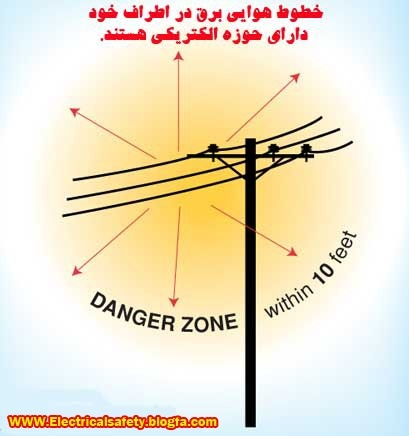 خطوط هوایی برق در اطراف خود
دارای حوزه الکتریکی هستند.
DANGER ZONE within 10 feet
WWW.Electricalsafety.blogfa.com